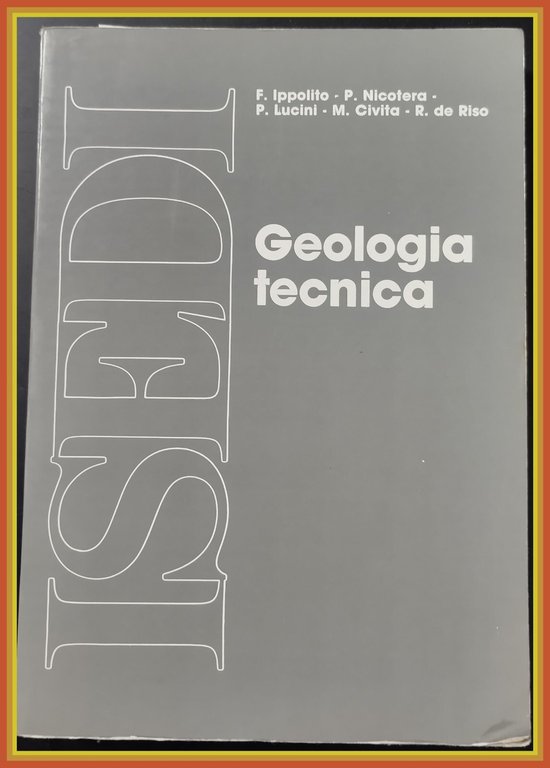 F. Ippolito - P. Nicotera -
P. Lucini - M. Civita - R. de Riso
Geologia
tecnica
ISEDI